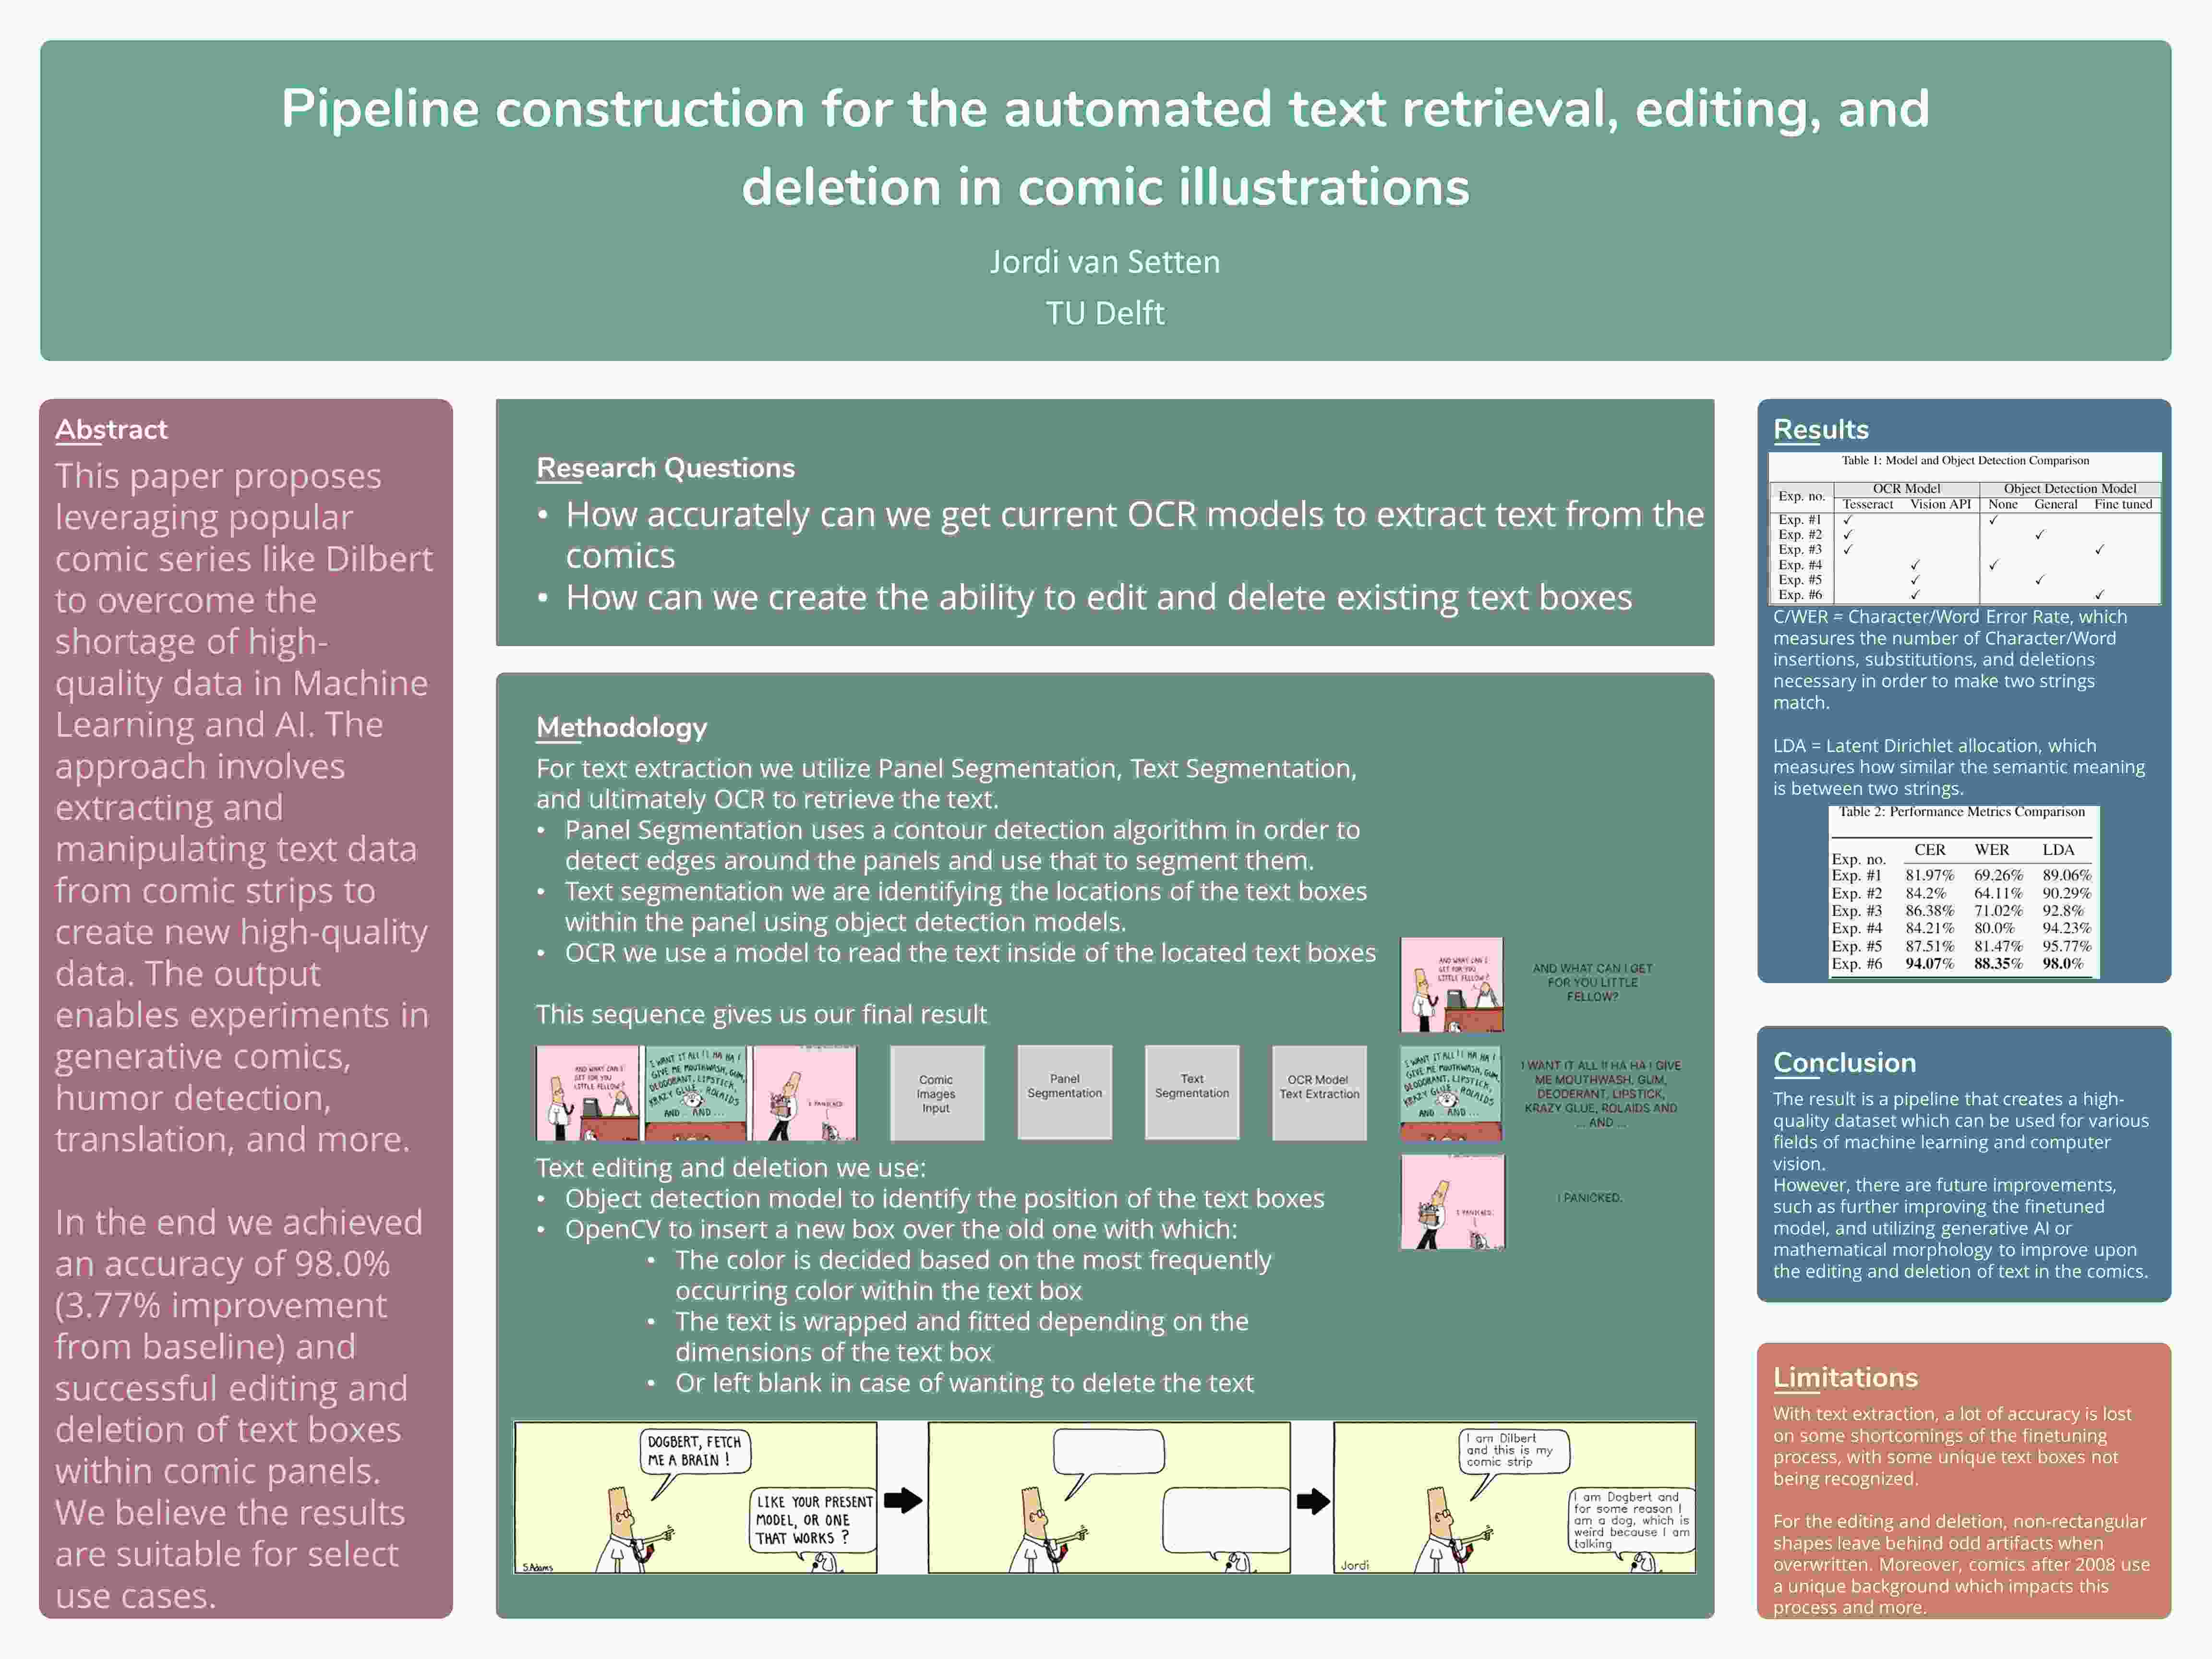 Pipeline construction for the automated text retrieval, editing, and
deletion in comic illustrations
Jordi van Setten
TU Delft
Abstract
This paper proposes
leveraging popular
comic series like Dilbert
to overcome the
shortage of high-
quality data in Machine
Learning and AI. The
approach involves
extracting and
manipulating text data
from comic strips to
create new high-quality
data. The output
enables experiments in
generative comics,
humor detection,
translation, and more.
In the end we achieved
an accuracy of 98.0%
(3.77% improvement
from baseline) and
successful editing and
deletion of text boxes
within comic panels.
We believe the results
are suitable for select
use cases.
Research Questions
• How accurately can we get current OCR models to extract text from the
comics
• How can we create the ability to edit and delete existing text boxes
Methodology
For text extraction we utilize Panel Segmentation, Text Segmentation,
and ultimately OCR to retrieve the text.
• Panel Segmentation uses a contour detection algorithm in order to
detect edges around the panels and use that to segment them.
• Text segmentation we are identifying the locations of the text boxes
within the panel using object detection models.
• OCR we use a model to read the text inside of the located text boxes
This sequence gives us our final result
AND WHAT CAN I
GET FOR YOU
LITTLE FELLOW?
I WANT IT ALL !! HA HA !
GIVE ME MOUTHWASH, GUM,
DEODORANT, LIPSTICK,
KRAZY GLUE, ROLAIDS
AND ... AND ...
I PANICKED.
Comic
Images
Input
Panel
Segmentation
Text
Segmentation
OCR Model
Text Extraction
AND WHAT CAN I
GET FOR YOU
LITTLE FELLOW?
AND WHAT CAN I GET
FOR YOU LITTLE
FELLOW?
I WANT IT ALL !! HA HA !
GIVE ME MOUTHWASH, GUM,
DEODORANT, LIPSTICK,
KRAZY GLUE, ROLAIDS
AND ... AND ...
I WANT IT ALL !! HA HA I GIVE
ME MOUTHWASH, GUM,
DEODERANT, LIPSTICK,
KRAZY GLUE, ROLAIDS AND
... AND ...
I PANICKED.
I PANICKED.
Text editing and deletion we use:
• Object detection model to identify the position of the text boxes
• OpenCV to insert a new box over the old one with which:
• The color is decided based on the most frequently
occurring color within the text box
• The text is wrapped and fitted depending on the
dimensions of the text box
• Or left blank in case of wanting to delete the text
DOGBERT, FETCH
ME A BRAIN !
LIKE YOUR PRESENT
MODEL, OR ONE
THAT WORKS ?
S.Adams
I am Dilbert
and this is my
comic strip
I am Dogbert and
for some reason I
am a dog, which is
weird because I am
talking
Jordi
Results
Table 1: Model and Object Detection Comparison
Exp. no. OCR Model Object Detection Model
Tesseract Vision API None General Fine tuned
Exp. #1 ✓ ✓
Exp. #2 ✓ ✓
Exp. #3 ✓ ✓
Exp. #4 ✓ ✓
Exp. #5 ✓ ✓
Exp. #6 ✓ ✓
C/WER = Character/Word Error Rate, which
measures the number of Character/Word
insertions, substitutions, and deletions
necessary in order to make two strings
match.
LDA = Latent Dirichlet allocation, which
measures how similar the semantic meaning
is between two strings.
Table 2: Performance Metrics Comparison
Exp. no. CER WER LDA
Exp. #1 81.97% 69.26% 89.06%
Exp. #2 84.2% 64.11% 90.29%
Exp. #3 86.38% 71.02% 92.8%
Exp. #4 84.21% 80.0% 94.23%
Exp. #5 87.51% 81.47% 95.77%
Exp. #6 94.07% 88.35% 98.0%
Conclusion
The result is a pipeline that creates a high-
quality dataset which can be used for various
fields of machine learning and computer
vision.
However, there are future improvements,
such as further improving the finetuned
model, and utilizing generative AI or
mathematical morphology to improve upon
the editing and deletion of text in the comics.
Limitations
With text extraction, a lot of accuracy is lost
on some shortcomings of the finetuning
process, with some unique text boxes not
being recognized.
For the editing and deletion, non-rectangular
shapes leave behind odd artifacts when
overwritten. Moreover, comics after 2008 use
a unique background which impacts this
process and more.